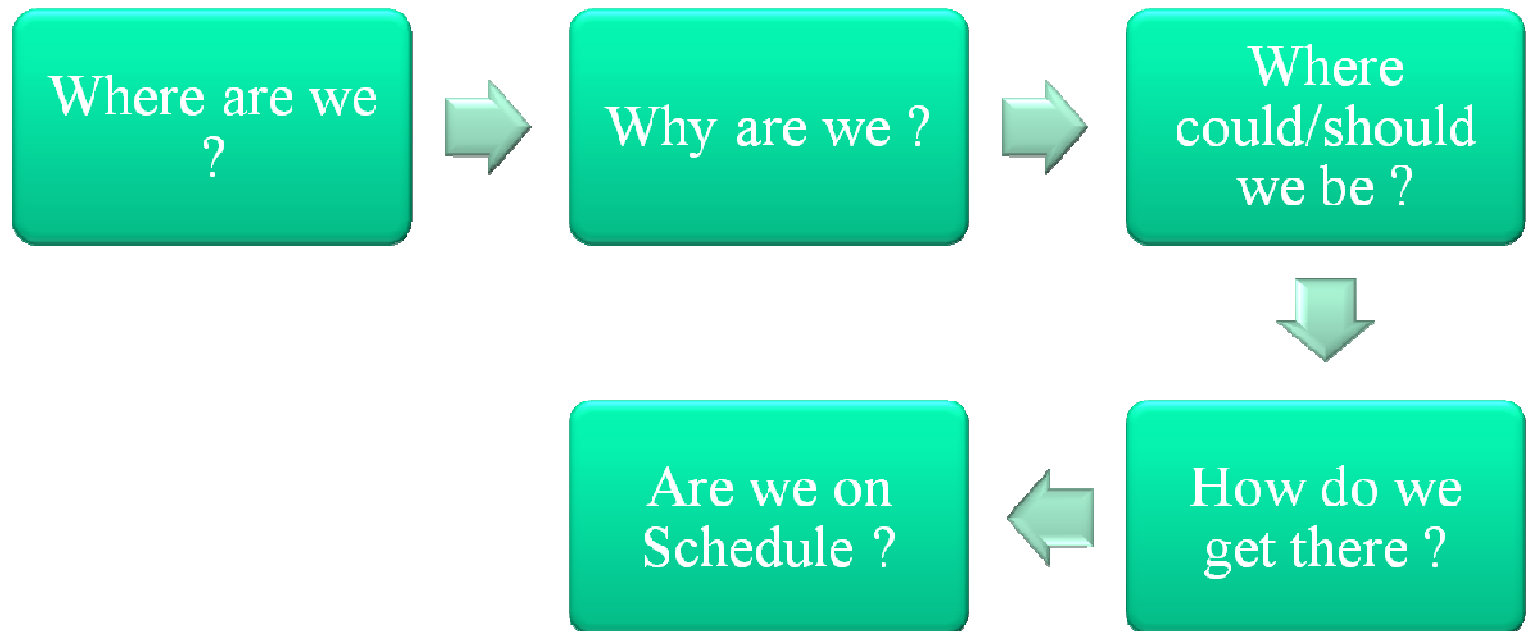 Where are we
?
Why are we ?
Where
could/should
we be ?
How do we
get there ?
Are we on
Schedule ?